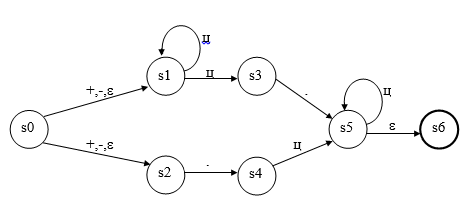 ц
s1
ц
s3
+,-,ε
.
ц
s0
s5
ε
s6
+,-,ε
.
ц
s2
s4